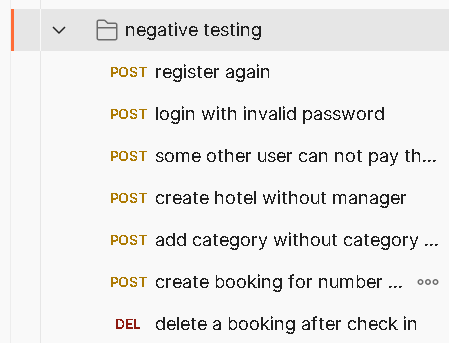 negative testing
POST register again
POST login with invalid password
POST some other user can not pay th...
POST create hotel without manager
POST add category without category ...
POST create booking for number ...
DEL delete a booking after check in